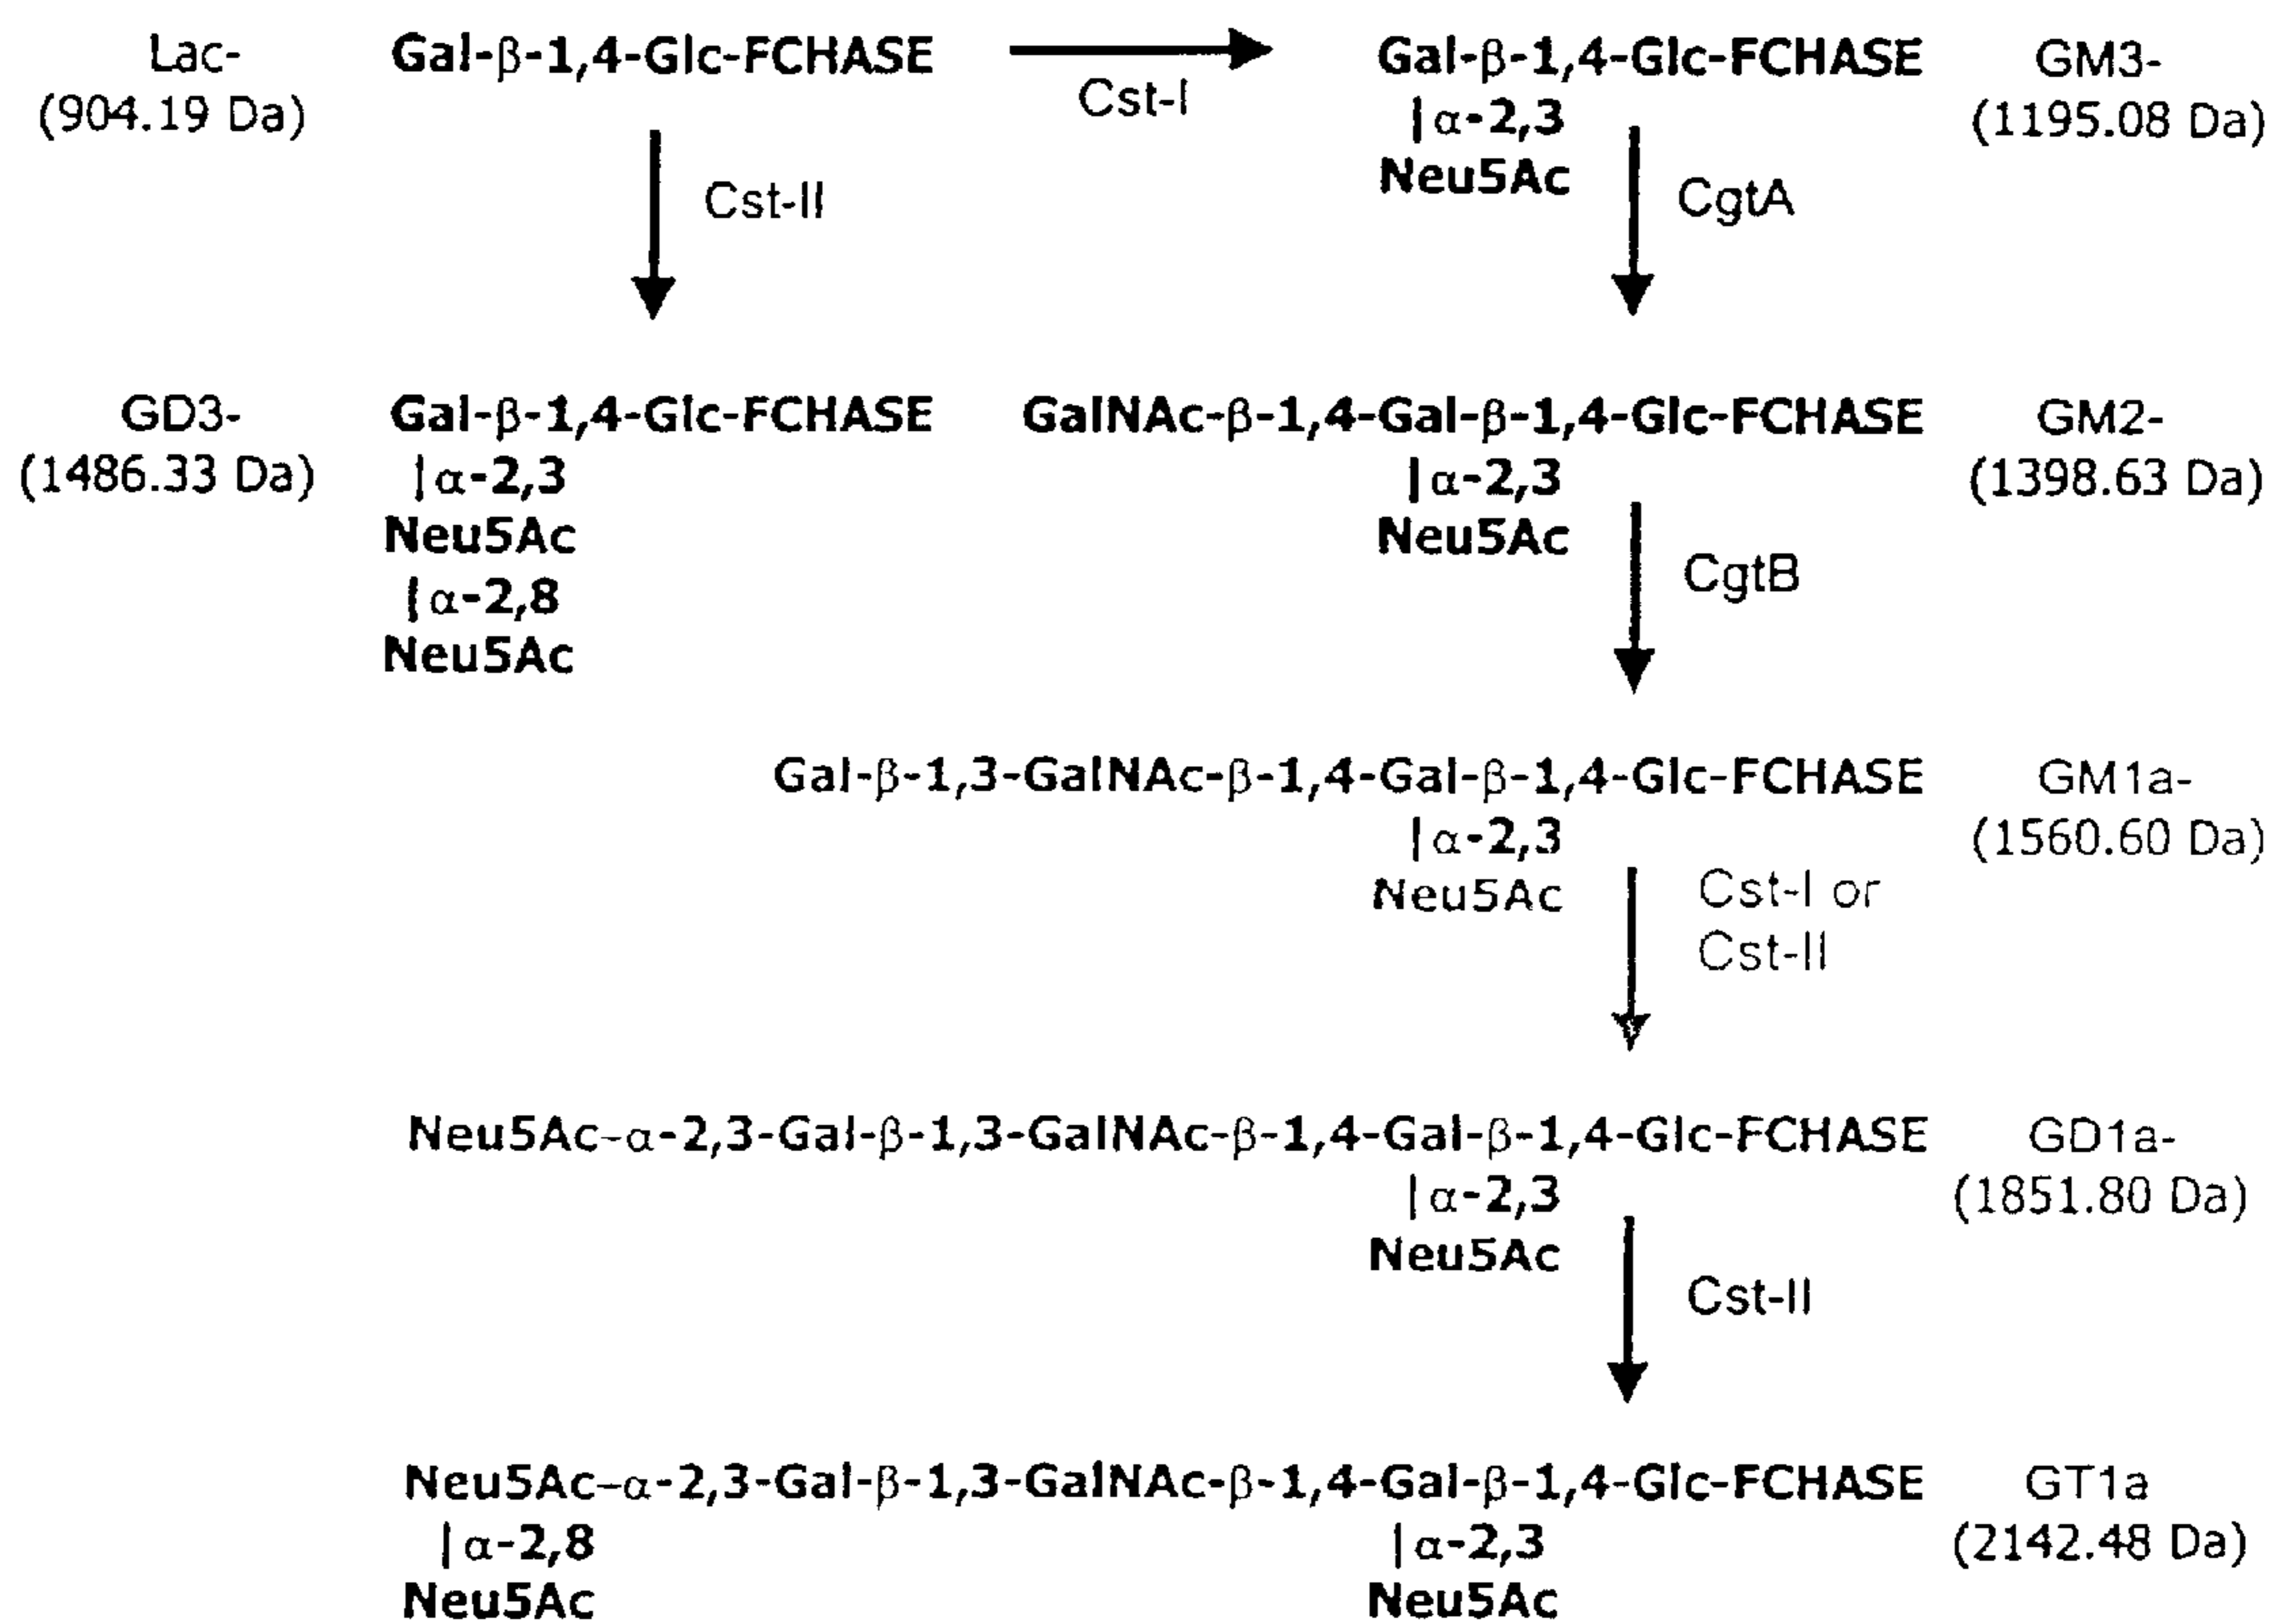 Lac-
(904.19 Da)
Gal-β-1,4-Glc-FCHASE
Cst-I
Gal-β-1,4-Glc-FCHASE
|α-2,3
Neu5Ac
GM3-
(1195.08 Da)
Cst-II
CgtA
GD3-
(1486.33 Da)
Gal-β-1,4-Glc-FCHASE
|α-2,3
Neu5Ac
|α-2,8
Neu5Ac
GalNAc-β-1,4-Gal-β-1,4-Glc-FCHASE
|α-2,3
Neu5Ac
GM2-
(1398.63 Da)
CgtB
Gal-β-1,3-GalNAc-β-1,4-Gal-β-1,4-Glc-FCHASE
|α-2,3
Neu5Ac
GM1a-
(1560.60 Da)
Cst-I or
Cst-II
Neu5Ac-α-2,3-Gal-β-1,3-GalNAc-β-1,4-Gal-β-1,4-Glc-FCHASE
|α-2,3
Neu5Ac
GD1a-
(1851.80 Da)
Cst-II
Neu5Ac-α-2,3-Gal-β-1,3-GalNAc-β-1,4-Gal-β-1,4-Glc-FCHASE
|α-2,8
Neu5Ac
|α-2,3
Neu5Ac
GT1a
(2142.48 Da)